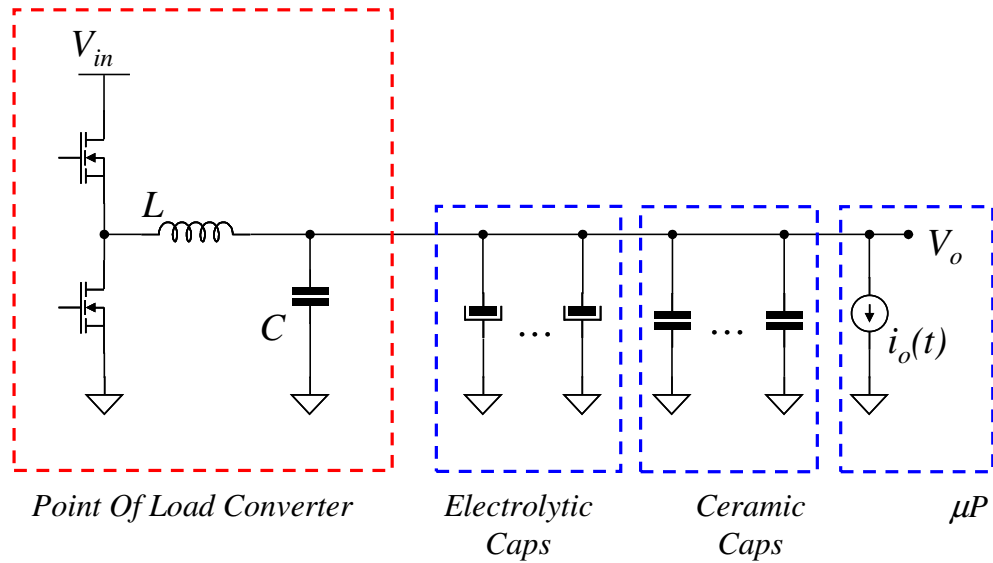 V_in
L
C
...
...
V_o
i_o(t)
Point Of Load Converter
Electrolytic
Caps
Ceramic
Caps
μP